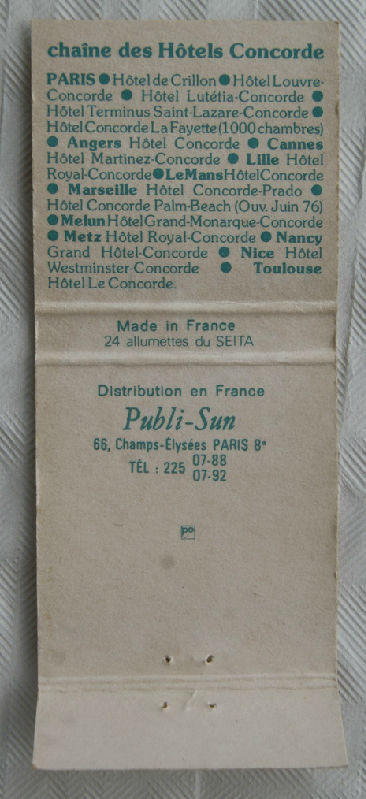 chaîne des Hôtels Concorde
PARIS ● Hôtel de Crillon ● Hôtel Louvre-
Concorde ● Hôtel Lutétia-Concorde ●
Hôtel Terminus Saint-Lazare-Concorde ●
Hôtel Concorde La Fayette (1000 chambres)
● Angers Hôtel Concorde ● Cannes
Hôtel Martinez-Concorde ● Lille Hôtel
Royal-Concorde ● Le Mans Hôtel Concorde
● Marseille Hôtel Concorde-Prado ●
Hôtel Concorde Palm-Beach (Ouv. Juin 76)
● Melun Hôtel Grand-Monarque-Concorde
● Metz Hôtel Royal-Concorde ● Nancy
Grand Hôtel-Concorde ● Nice Hôtel
Westminster-Concorde ● Toulouse
Hôtel Le Concorde.
Made in France
24 allumettes du SEITA
Distribution en France
Publi-Sun
66, Champs-Élysées PARIS 8e
TÉL : 225 07-88
07-92
po